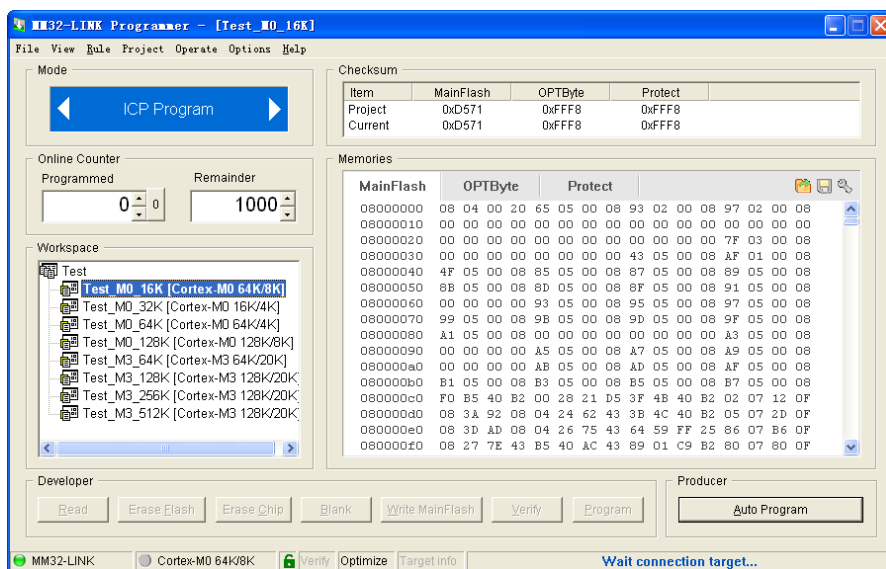 MM32-LINK Programmer - [Test_M0_16K]
File View Rule Project Operate Options Help
Mode
ICP Program
Checksum
Item MainFlash OPTByte Protect
Project 0xD571 0xFFF8 0xFFF8
Current 0xD571 0xFFF8 0xFFF8
Online Counter
Programmed Remainder
0 0 1000
Workspace
Test
Test_M0_16K [Cortex-M0 64K/8K]
Test_M0_32K [Cortex-M0 16K/4K]
Test_M0_64K [Cortex-M0 64K/4K]
Test_M0_128K [Cortex-M0 128K/8K]
Test_M3_64K [Cortex-M3 64K/20K]
Test_M3_128K [Cortex-M3 128K/20K
Test_M3_256K [Cortex-M3 128K/20K
Test_M3_512K [Cortex-M3 128K/20K
Memories
MainFlash OPTByte Protect
08000000 08 04 00 20 65 05 00 08 93 02 00 08 97 02 00 08
08000010 00 00 00 00 00 00 00 00 00 00 00 00 00 00 00 00
08000020 00 00 00 00 00 00 00 00 00 00 00 00 7F 03 00 08
08000030 00 00 00 00 00 00 00 00 43 05 00 08 AF 01 00 08
08000040 4F 05 00 08 85 05 00 08 87 05 00 08 89 05 00 08
08000050 8B 05 00 08 8D 05 00 08 8F 05 00 08 91 05 00 08
08000060 00 00 00 00 93 05 00 08 95 05 00 08 97 05 00 08
08000070 99 05 00 08 9B 05 00 08 9D 05 00 08 9F 05 00 08
08000080 A1 05 00 08 00 00 00 00 00 00 00 00 A3 05 00 08
08000090 00 00 00 00 A5 05 00 08 A7 05 00 08 A9 05 00 08
080000a0 00 00 00 00 AB 05 00 08 AD 05 00 08 AF 05 00 08
080000b0 B1 05 00 08 B3 05 00 08 B5 05 00 08 B7 05 00 08
080000c0 F0 B5 40 B2 00 28 21 D5 3F 4B 40 B2 02 07 12 0F
080000d0 08 3A 92 08 04 24 62 43 3B 4C 40 B2 05 07 2D 0F
080000e0 08 3D AD 08 04 26 75 43 64 59 FF 25 86 07 B6 0F
080000f0 08 27 7E 43 B5 40 AC 43 89 01 C9 B2 80 07 80 0F
Developer
Read Erase Flash Erase Chip Blank Write MainFlash Verify Program
Producer
Auto Program
MM32-LINK Cortex-M0 64K/8K Verify Optimize Target info Wait connection target...